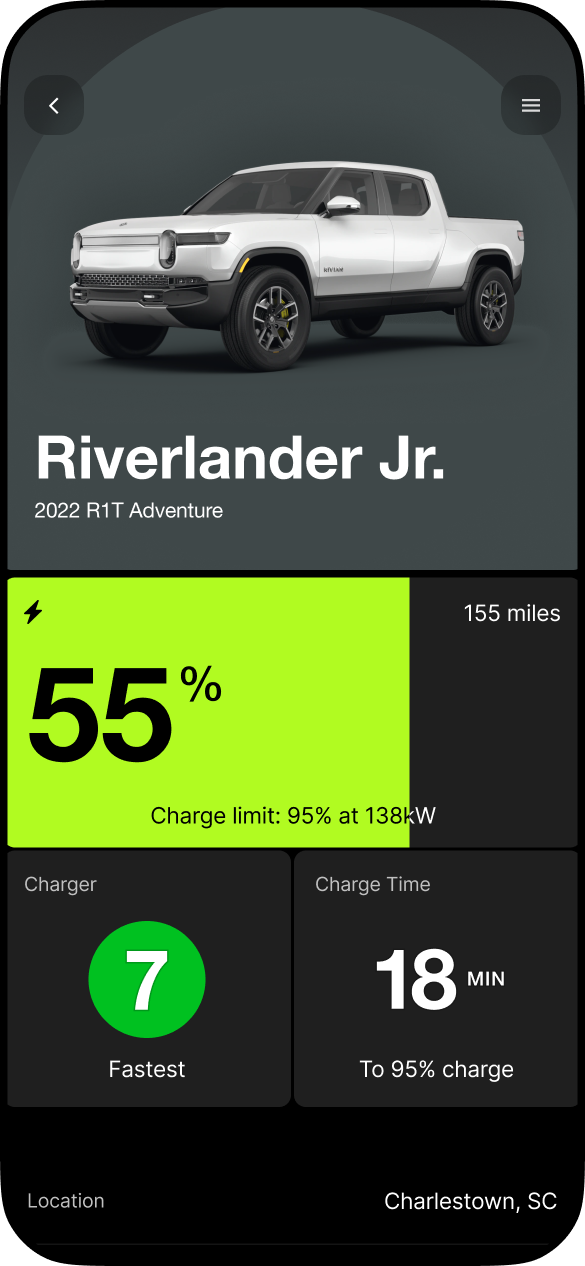 RIVIAN
Riverlander Jr.
2022 R1T Adventure
155 miles
55%
Charge limit: 95% at 138kW
Charger
Charge Time
7
18 MIN
Fastest
To 95% charge
Location
Charlestown, SC